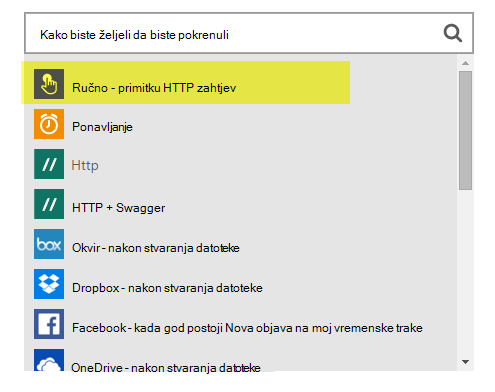 Kako biste željeli da biste pokrenuli
Ručno - primitku HTTP zahtjev
Ponavljanje
// Http
// HTTP + Swagger
box Okvir - nakon stvaranja datoteke
Dropbox - nakon stvaranja datoteke
Facebook - kada god postoji Nova objava na moj vremenske trake
OneDrive - nakon stvaranja datoteke